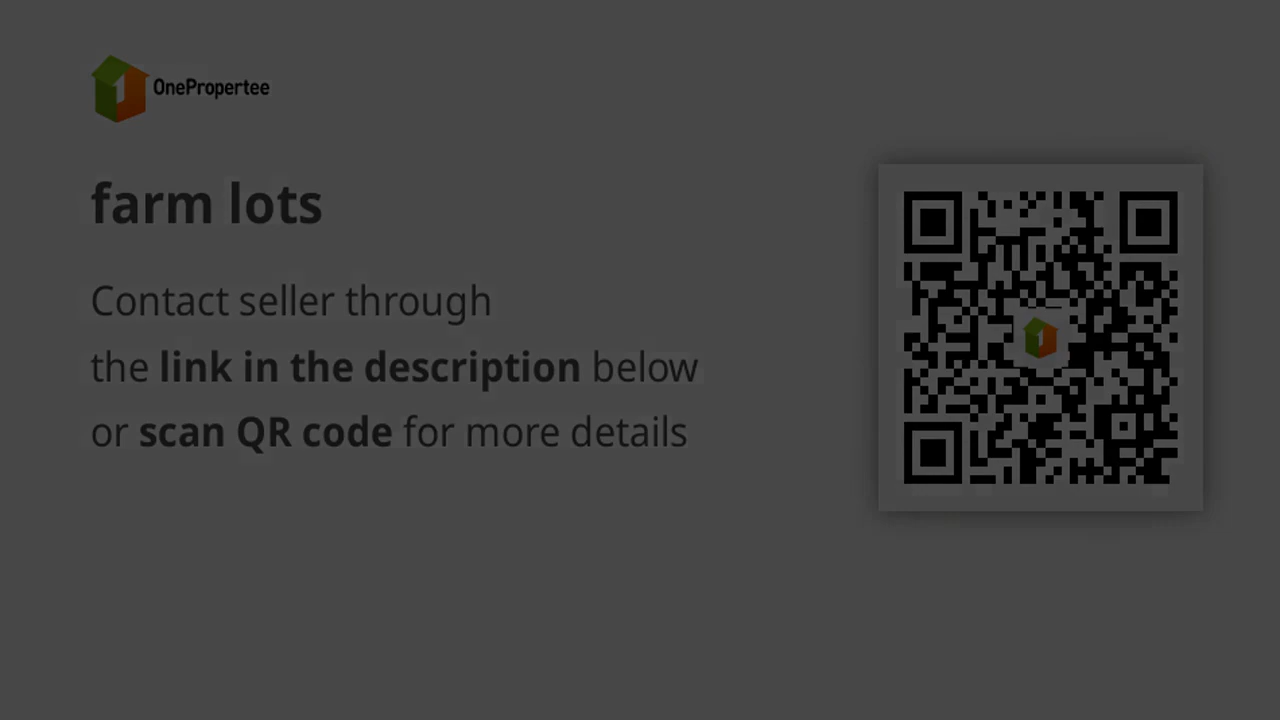 OnePropertee
farm lots
Contact seller through
the link in the description below
or scan QR code for more details